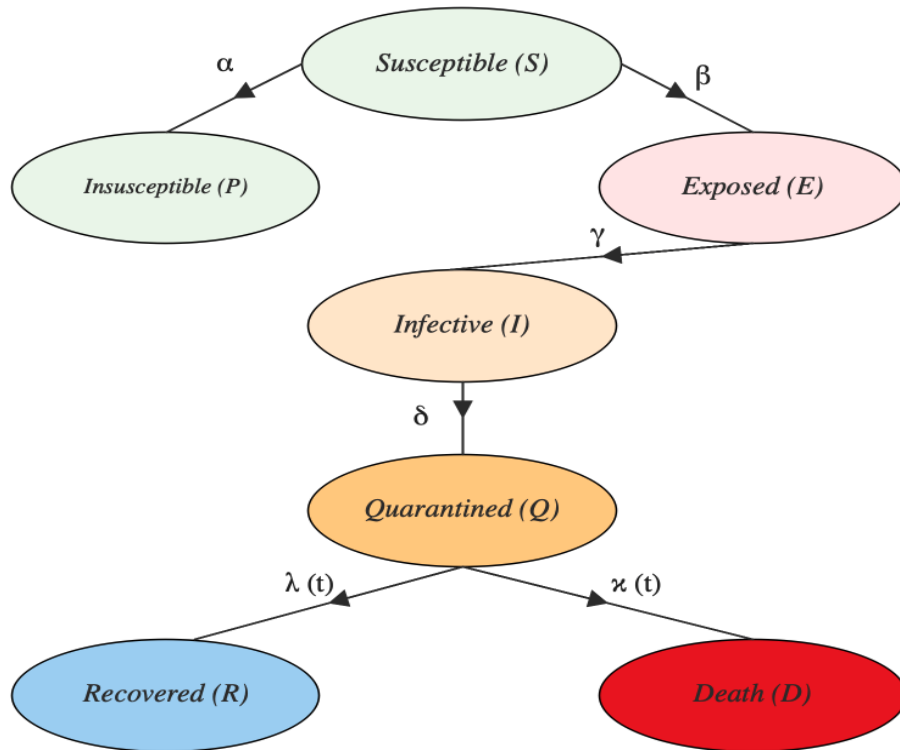 Susceptible (S)
α
β
Insusceptible (P)
Exposed (E)
γ
Infective (I)
δ
Quarantined (Q)
λ (t)
ϰ (t)
Recovered (R)
Death (D)